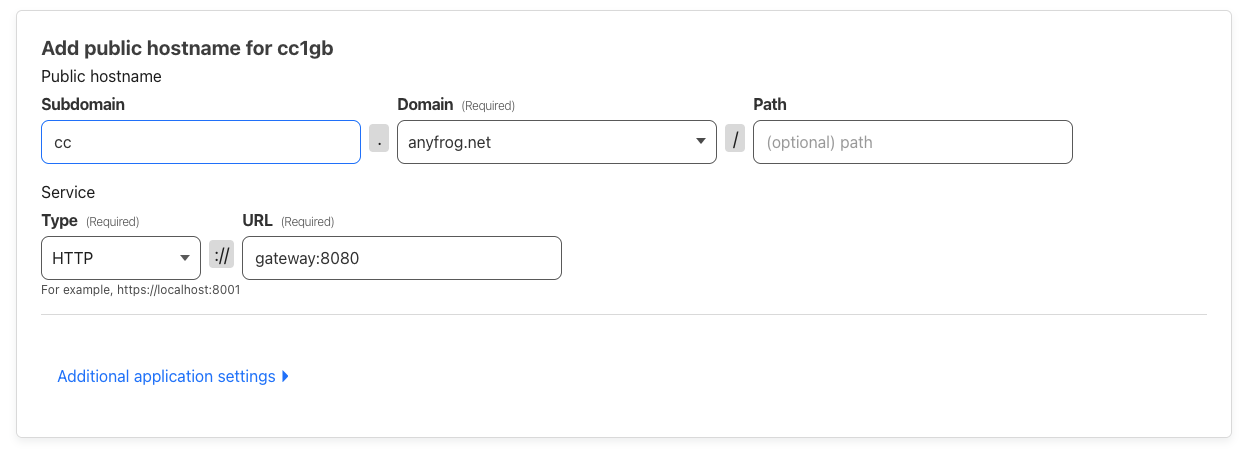 Add public hostname for cc1gb
Public hostname
Subdomain Domain (Required) Path
cc . anyfrog.net / (optional) path
Service
Type (Required) URL (Required)
HTTP :// gateway:8080
For example, https://localhost:8001
Additional application settings